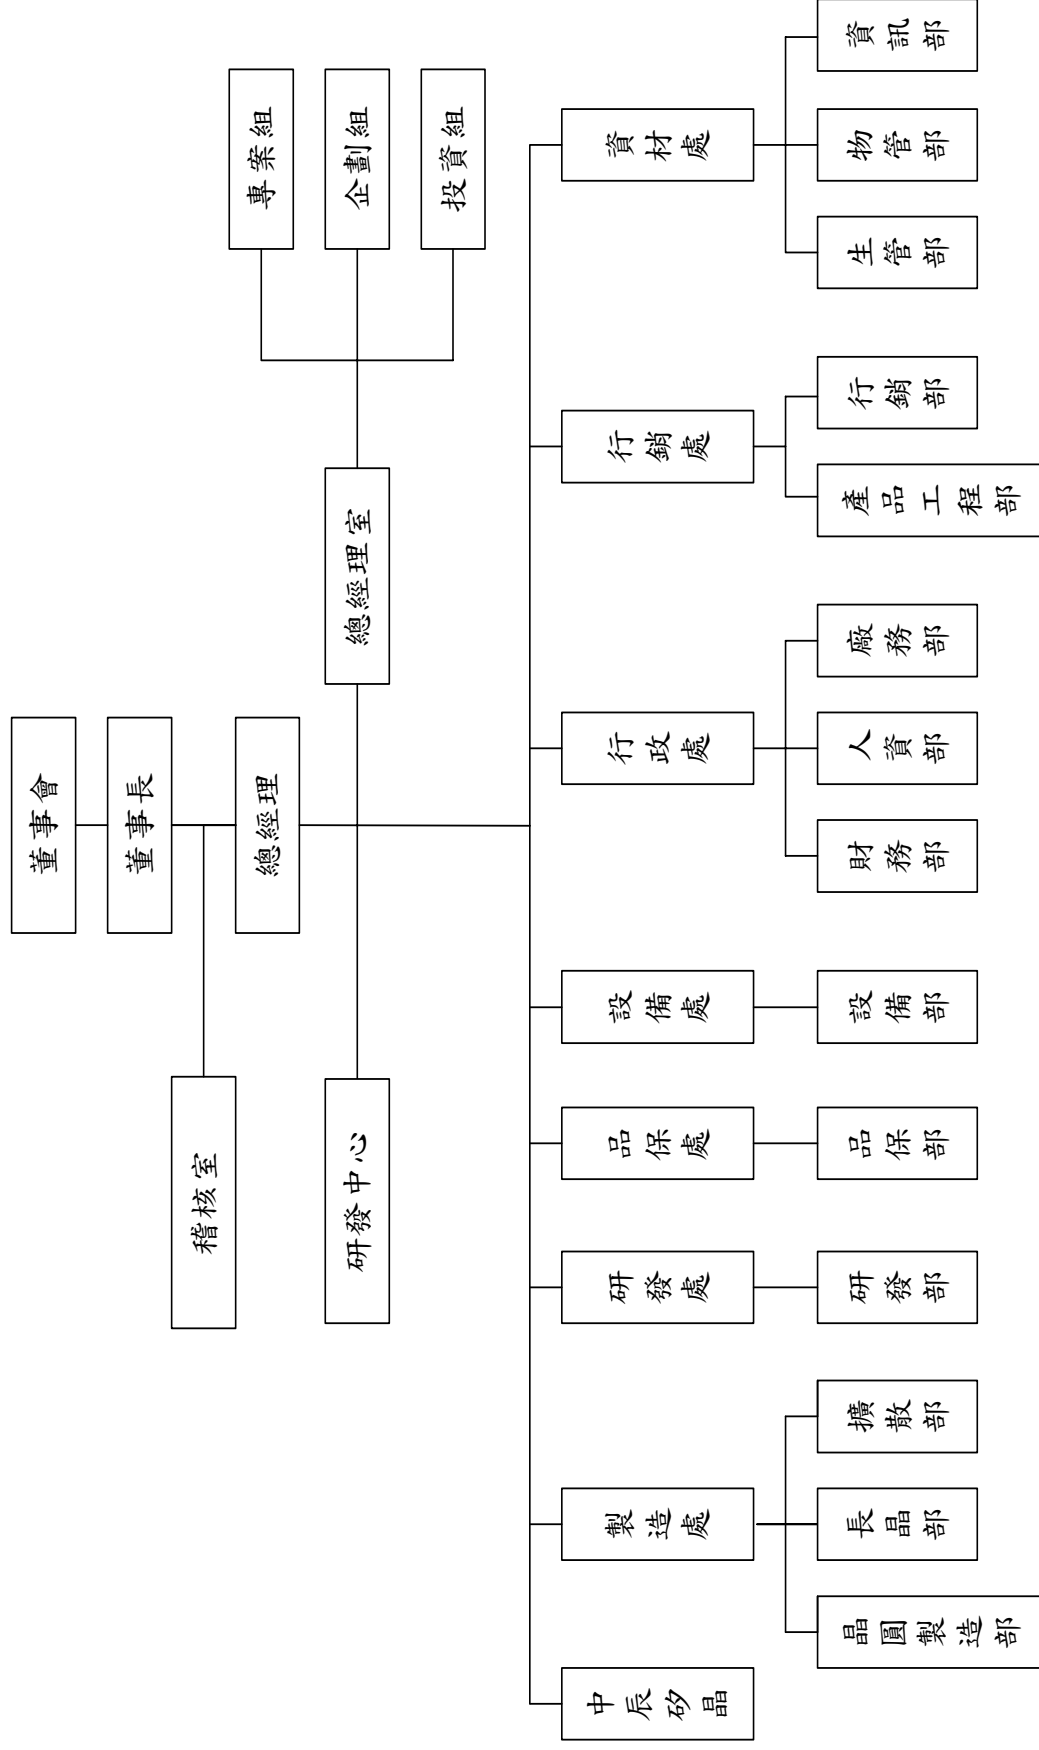 董事會
董事長
稽核室
總經理
研發中心
總經理室
專案組
企劃組
投資組
中辰矽晶
製造處
研發處
品保處
設備處
行政處
行銷處
資材處
晶圓製造部
長晶部
擴散部
研發部
品保部
設備部
財務部
人資部
廠務部
產品工程部
行銷部
生管部
物管部
資訊部